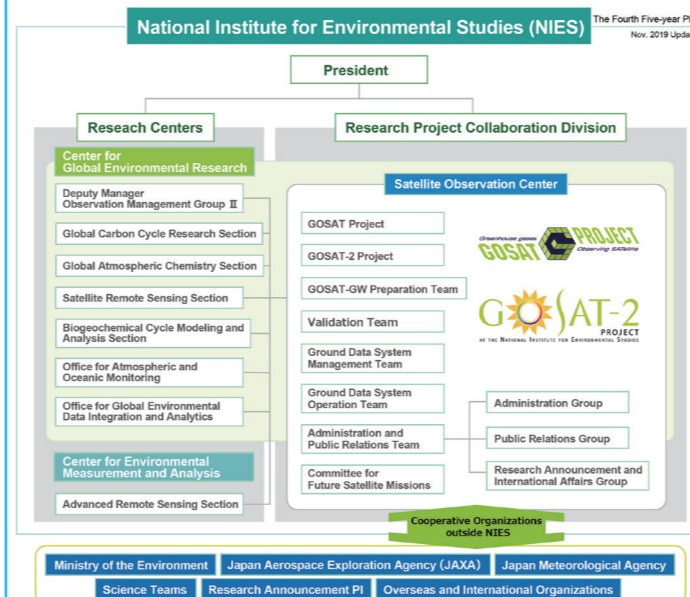 National Institute for Environmental Studies (NIES)
The Fourth Five-year
Nov. 2019
President
Reseach Centers
Research Project Collaboration Division
Center for
Global Environmental Research
Satellite Observation Center
Deputy Manager
Observation Management Group Ⅱ
Global Carbon Cycle Research Section
Global Atmospheric Chemistry Section
Satellite Remote Sensing Section
Biogeochemical Cycle Modeling and
Analysis Section
Office for Atmospheric and
Oceanic Monitoring
Office for Global Environmental
Data Integration and Analytics
Center for Environmental
Measurement and Analysis
Advanced Remote Sensing Section
GOSAT Project
GOSAT-2 Project
GOSAT-GW Preparation Team
Validation Team
Ground Data System
Management Team
Ground Data System
Operation Team
Administration and
Public Relations Team
Committee for
Future Satellite Missions
Greenhouse gases
GOSAT PROJECT
Observing SATellite
GOSAT-2
PROJECT
AT THE NATIONAL INSTITUTE FOR ENVIRONMENTAL STUDIES
Administration Group
Public Relations Group
Research Announcement and
International Affairs Group
Cooperative Organizations
outside NIES
Ministry of the Environment
Japan Aerospace Exploration Agency (JAXA)
Japan Meteorological Agency
Science Teams
Research Announcement PI
Overseas and International Organizations